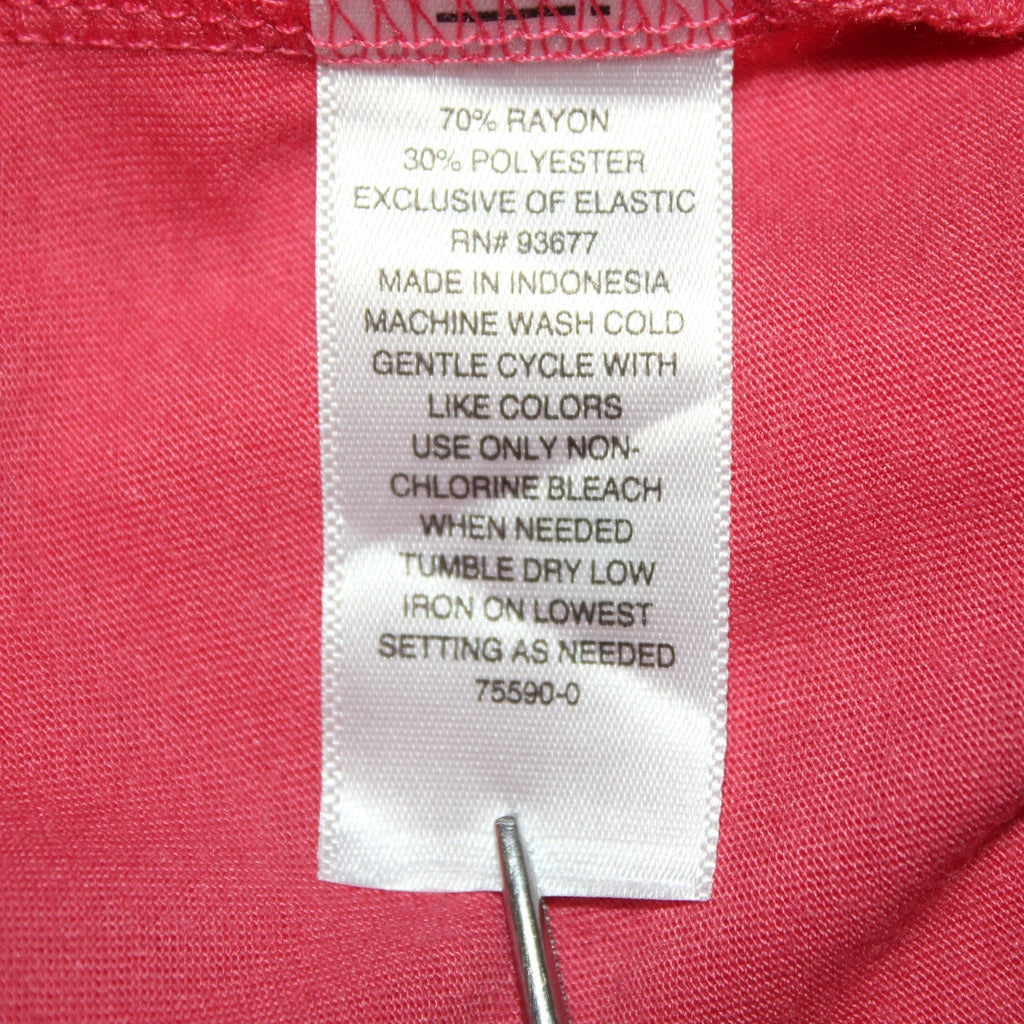 70% RAYON
30% POLYESTER
EXCLUSIVE OF ELASTIC
RN# 93677
MADE IN INDONESIA
MACHINE WASH COLD
GENTLE CYCLE WITH
LIKE COLORS
USE ONLY NON-
CHLORINE BLEACH
WHEN NEEDED
TUMBLE DRY LOW
IRON ON LOWEST
SETTING AS NEEDED
75590-0